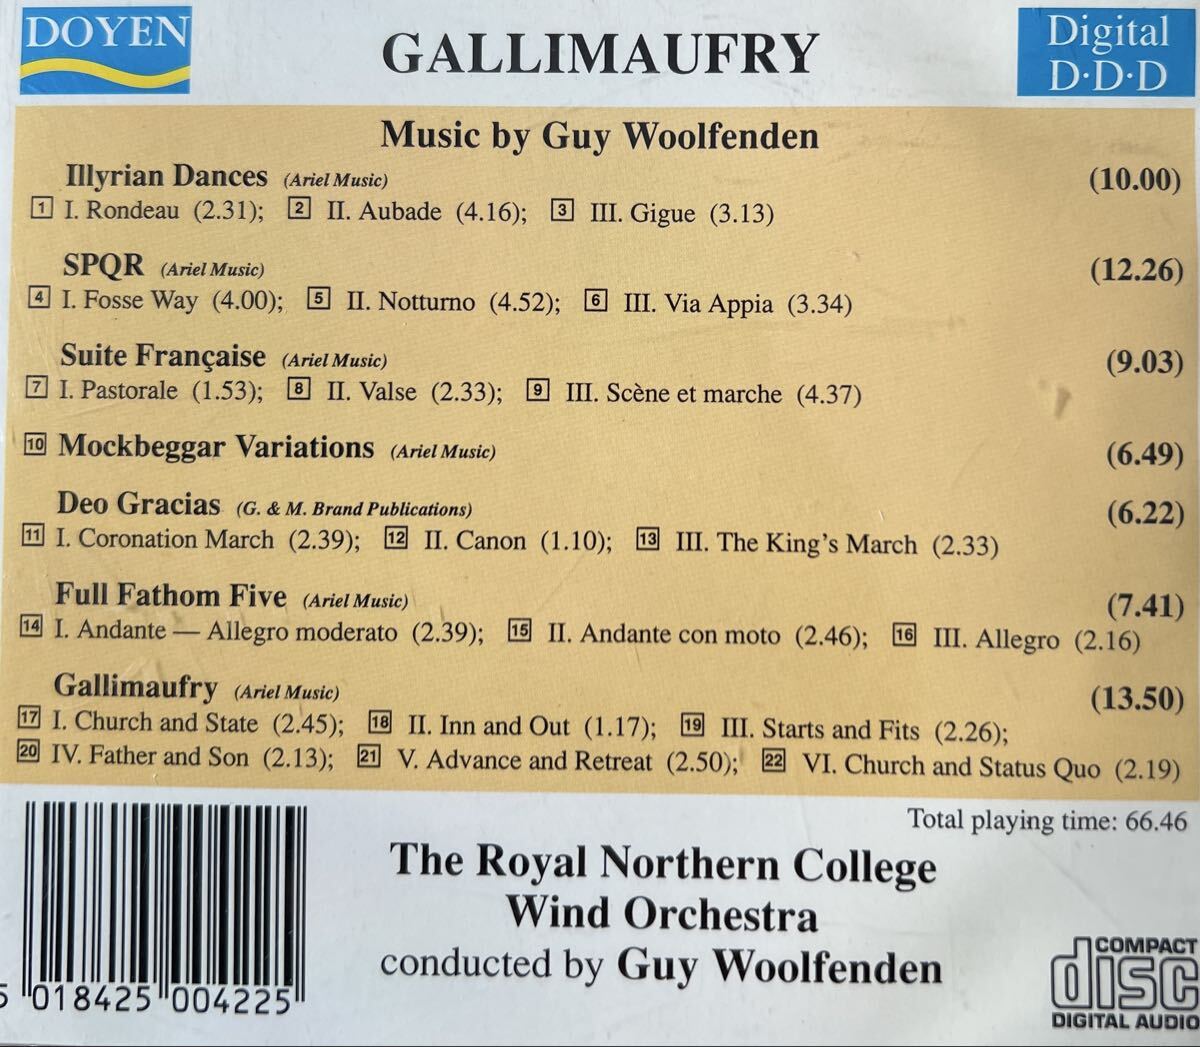 DOYEN
GALLIMAUFRY
Digital
D·D·D
Music by Guy Woolfenden
Illyrian Dances (Ariel Music) (10.00)
1 I. Rondeau (2.31); 2 II. Aubade (4.16); 3 III. Gigue (3.13)
SPQR (Ariel Music) (12.26)
4 I. Fosse Way (4.00); 5 II. Notturno (4.52); 6 III. Via Appia (3.34)
Suite Française (Ariel Music) (9.03)
7 I. Pastorale (1.53); 8 II. Valse (2.33); 9 III. Scène et marche (4.37)
10 Mockbeggar Variations (Ariel Music) (6.49)
Deo Gracias (G. & M. Brand Publications) (6.22)
11 I. Coronation March (2.39); 12 II. Canon (1.10); 13 III. The King's March (2.33)
Full Fathom Five (Ariel Music) (7.41)
14 I. Andante — Allegro moderato (2.39); 15 II. Andante con moto (2.46); 16 III. Allegro (2.16)
Gallimaufry (Ariel Music) (13.50)
17 I. Church and State (2.45); 18 II. Inn and Out (1.17); 19 III. Starts and Fits (2.26);
20 IV. Father and Son (2.13); 21 V. Advance and Retreat (2.50); 22 VI. Church and Status Quo (2.19)
Total playing time: 66.46
The Royal Northern College
Wind Orchestra
conducted by Guy Woolfenden
5 018425 004225
COMPACT
disc
DIGITAL AUDIO